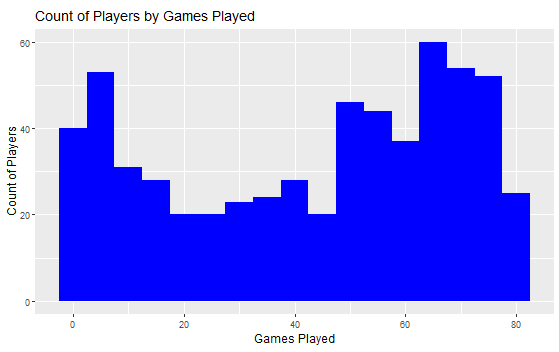 Count of Players by Games Played
Count of Players
60
40
20
0
0 20 40 60 80
Games Played